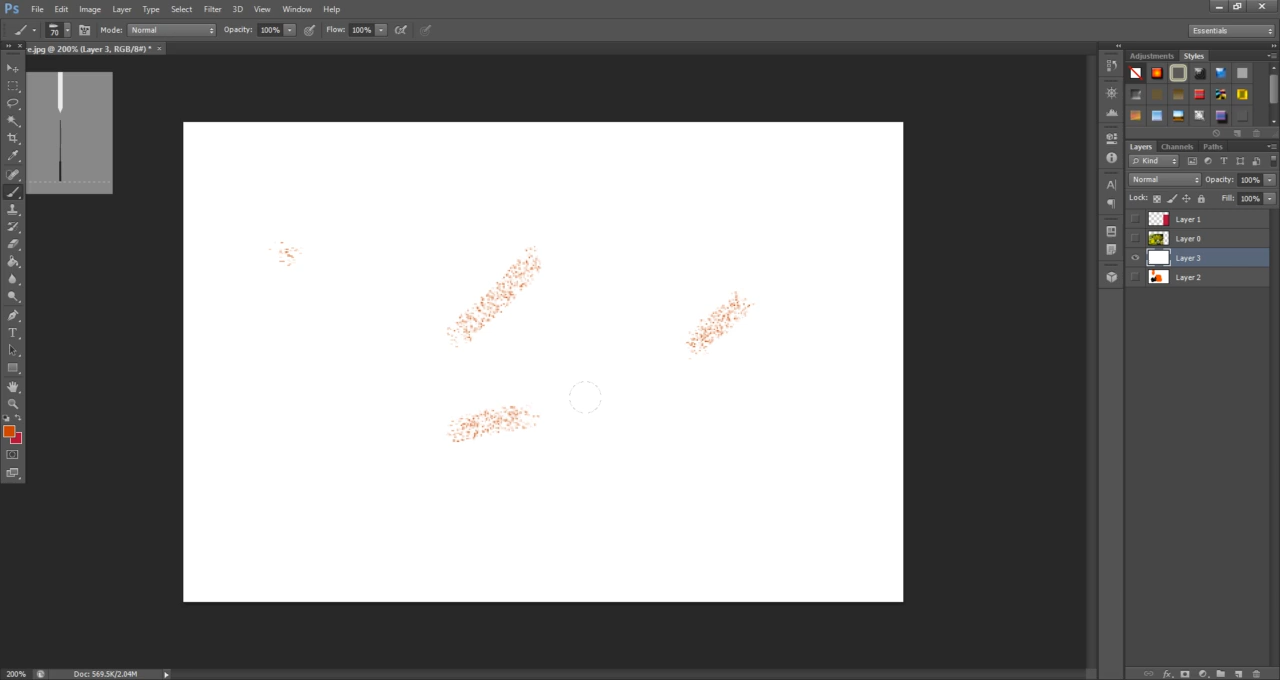 Ps File Edit Image Layer Type Select Filter 3D View Window Help
70 Mode: Normal Opacity: 100% Flow: 100% Essentials
e.jpg @ 200% (Layer 3, RGB/8#) * ×
Adjustments Styles
Layers Channels Paths
Kind
Normal Opacity: 100%
Lock: Fill: 100%
Layer 1
Layer 0
Layer 3
Layer 2
200% Doc: 569.5K/2.04M